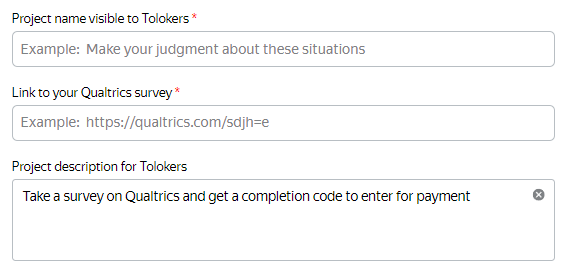 Project name visible to Tolokers *
Example: Make your judgment about these situations
Link to your Qualtrics survey *
Example: https://qualtrics.com/sdjh=e
Project description for Tolokers
Take a survey on Qualtrics and get a completion code to enter for payment